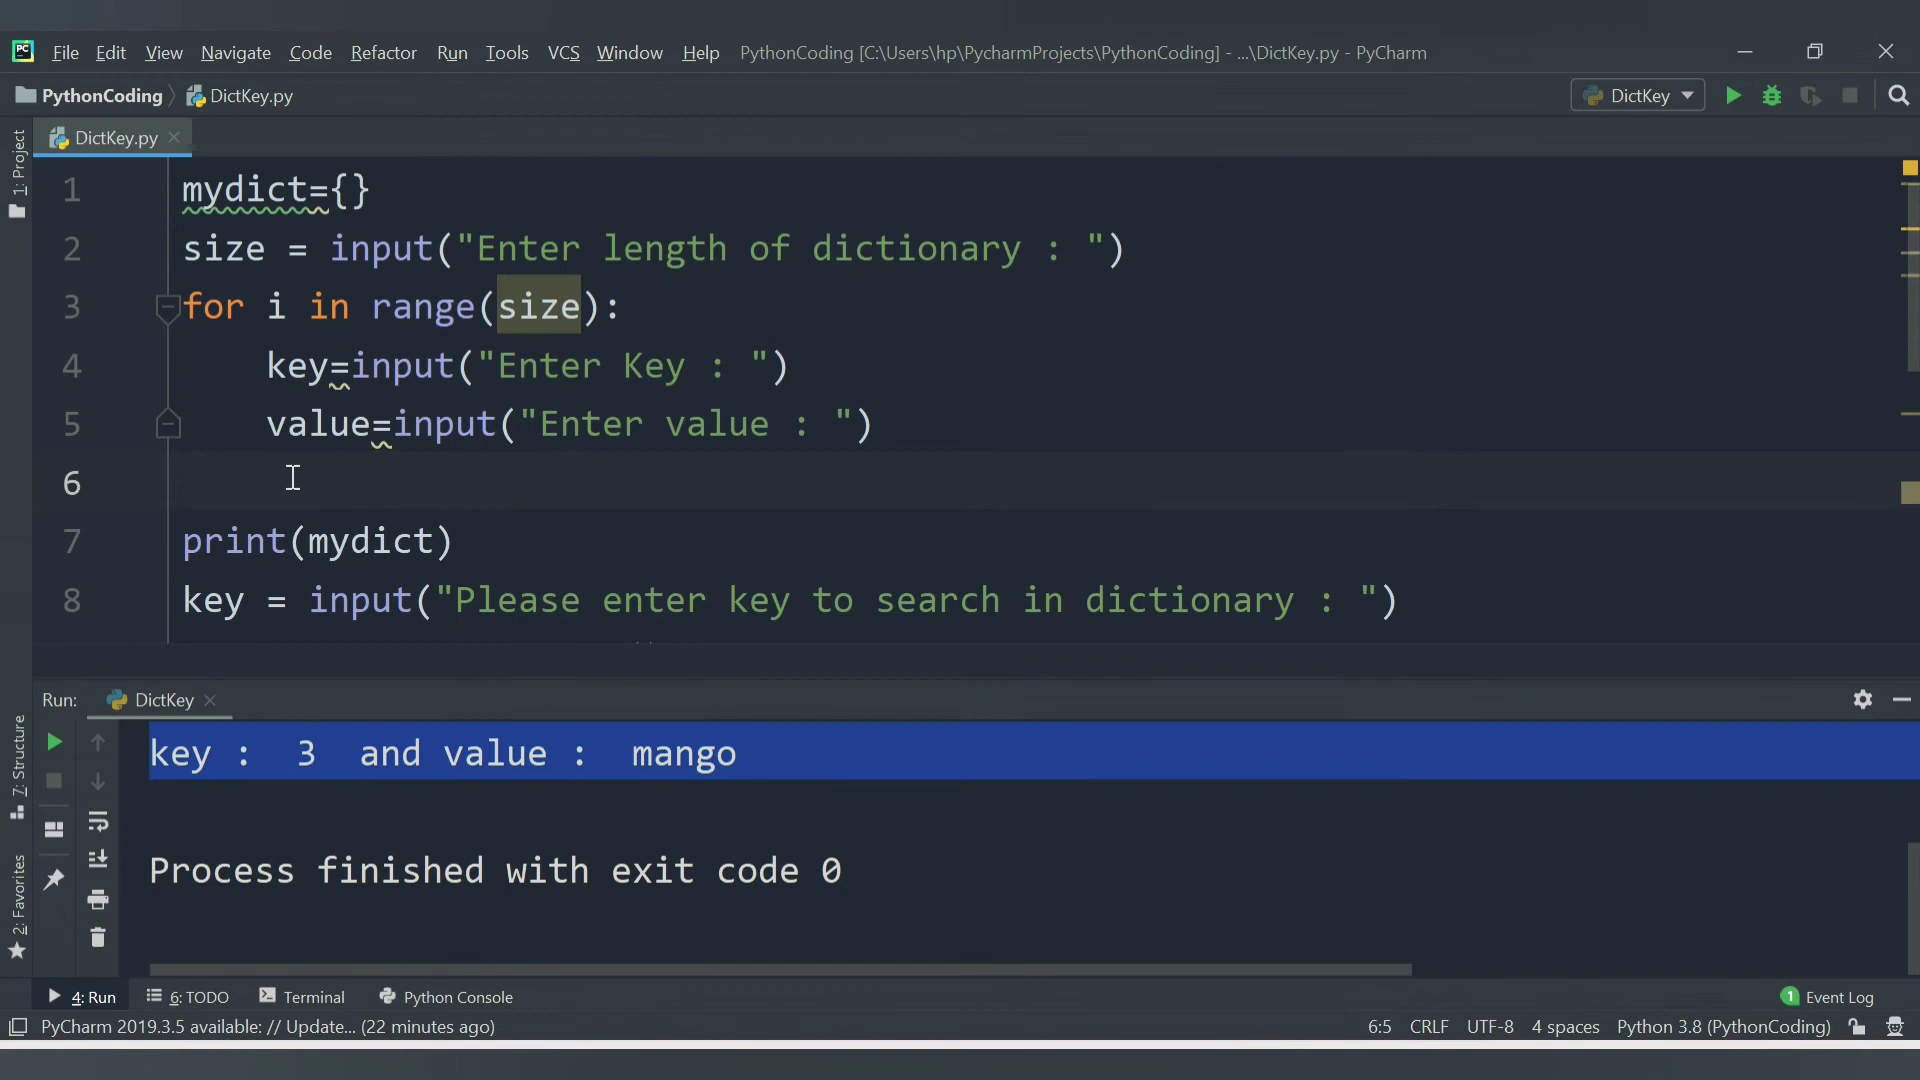 PC File Edit View Navigate Code Refactor Run Tools VCS Window Help PythonCoding [C:\Users\hp\PycharmProjects\PythonCoding] - ...\DictKey.py - PyCharm
PythonCoding DictKey.py DictKey
1: Project
DictKey.py
1 mydict={}
2 size = input("Enter length of dictionary : ")
3 for i in range(size):
4 key=input("Enter Key : ")
5 value=input("Enter value : ")
6
7 print(mydict)
8 key = input("Please enter key to search in dictionary : ")
Run: DictKey
7: Structure
2: Favorites
key : 3 and value : mango
Process finished with exit code 0
4: Run 6: TODO Terminal Python Console 1 Event Log
PyCharm 2019.3.5 available: // Update... (22 minutes ago) 6:5 CRLF UTF-8 4 spaces Python 3.8 (PythonCoding)